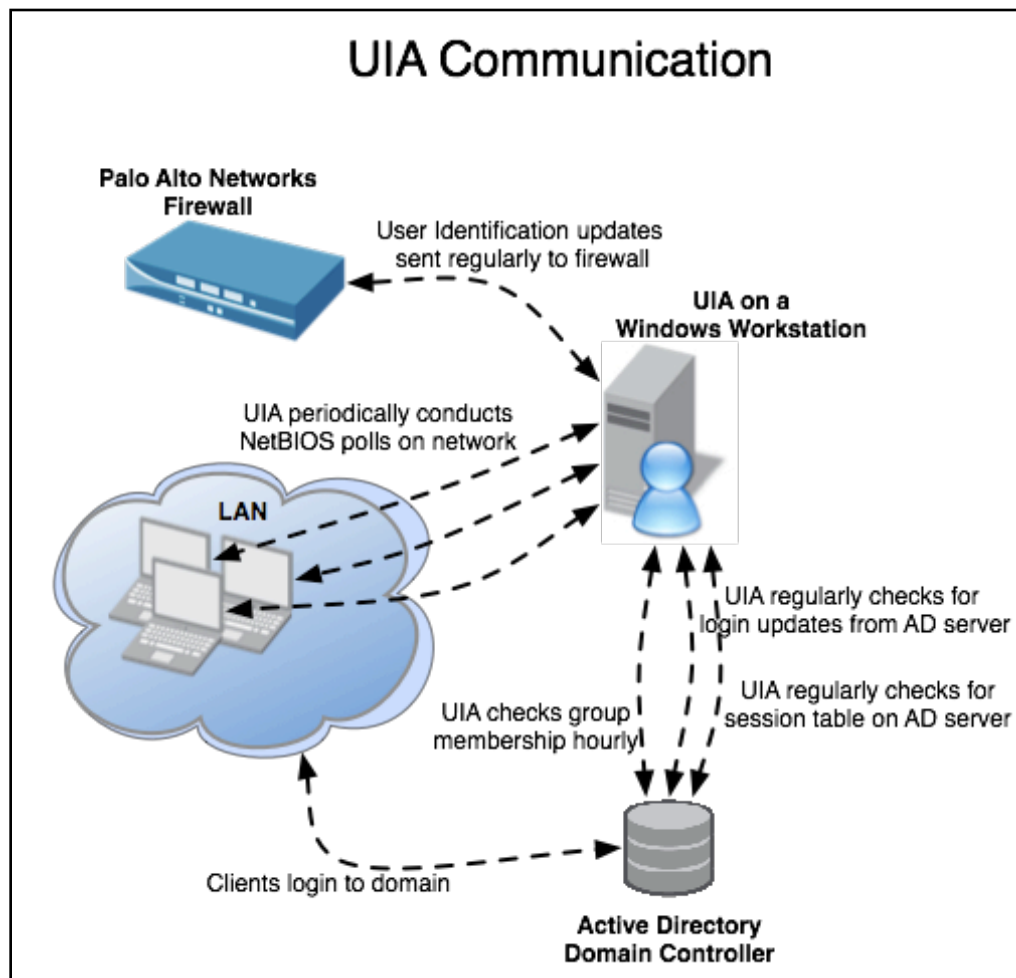 UIA Communication
Palo Alto Networks
Firewall
User Identification updates
sent regularly to firewall
UIA on a
Windows Workstation
UIA periodically conducts
NetBIOS polls on network
LAN
UIA regularly checks for
login updates from AD server
UIA regularly checks for
session table on AD server
UIA checks group
membership hourly
Clients login to domain
Active Directory
Domain Controller